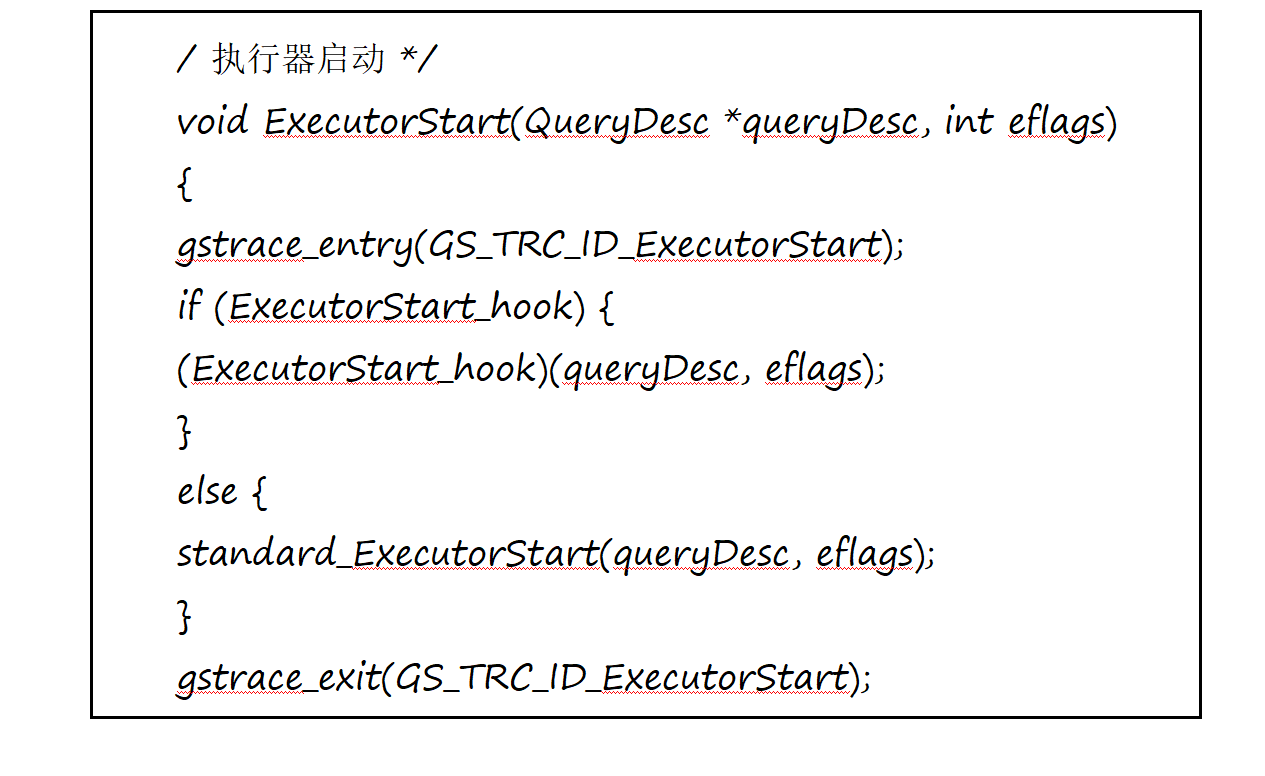 / 执行器启动 */
void ExecutorStart(QueryDesc *queryDesc, int eflags)
{
gstrace_entry(GS_TRC_ID_ExecutorStart);
if (ExecutorStart_hook) {
(ExecutorStart_hook)(queryDesc, eflags);
}
else {
standard_ExecutorStart(queryDesc, eflags);
}
gstrace_exit(GS_TRC_ID_ExecutorStart);